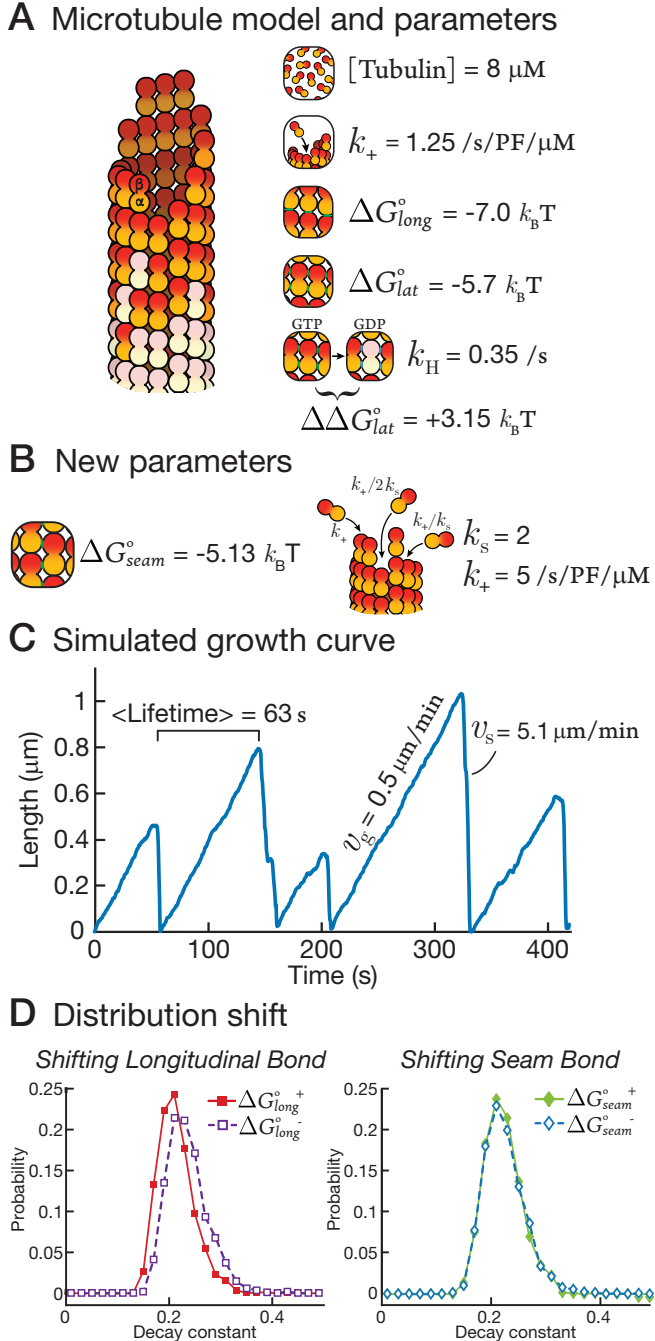 A Microtubule model and parameters
β
α
[Tubulin] = 8 μM
k₊ = 1.25 /s/PF/μM
ΔG°long = -7.0 kBT
ΔG°lat = -5.7 kBT
GTP GDP
kH = 0.35 /s
ΔΔG°lat = +3.15 kBT
B New parameters
ΔG°seam = -5.13 kBT
k₊/2kS
k₊
k₊/kS
kS = 2
k₊ = 5 /s/PF/μM
C Simulated growth curve
Length (μm)
1
0.8
0.6
0.4
0.2
0
<Lifetime> = 63 s
vg = 0.5 μm/min
vS = 5.1 μm/min
0 100 200 300 400
Time (s)
D Distribution shift
Shifting Longitudinal Bond
Probability
0.25
0.2
0.15
0.1
0.05
0
ΔG°long⁺
ΔG°long⁻
0 0.2 0.4
Decay constant
Shifting Seam Bond
Probability
0.25
0.2
0.15
0.1
0.05
0
ΔG°seam⁺
ΔG°seam⁻
0 0.2 0.4
Decay constant